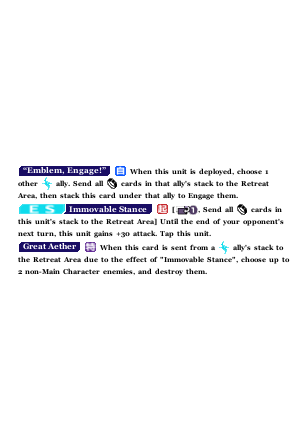 "Emblem, Engage!" 自 When this unit is deployed, choose 1
other ally. Send all cards in that ally's stack to the Retreat
Area, then stack this card under that ally to Engage them.
ES Immovable Stance 起 [ 1, Send all cards in
this unit's stack to the Retreat Area] Until the end of your opponent's
next turn, this unit gains +30 attack. Tap this unit.
Great Aether When this card is sent from a ally's stack to
the Retreat Area due to the effect of "Immovable Stance", choose up to
2 non-Main Character enemies, and destroy them.